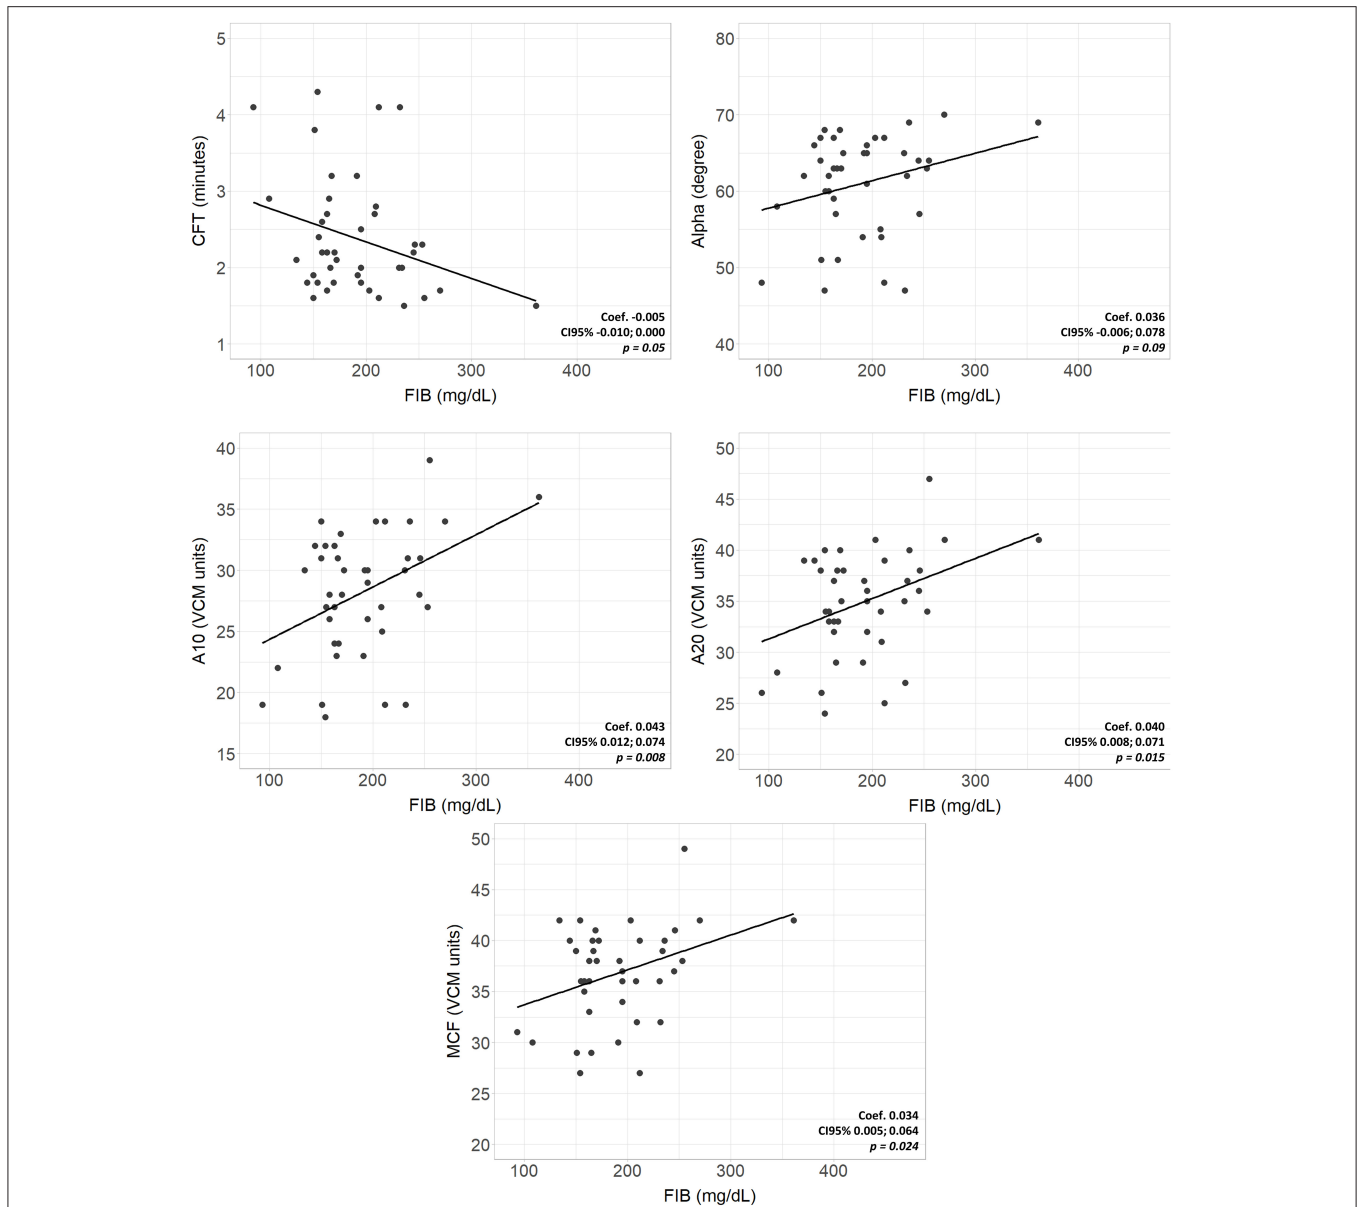 5
4
3
2
1
CFT (minutes)
Coef. -0.005
CI95% -0.010; 0.000
p = 0.05
100 200 300 400
FIB (mg/dL)
80
70
60
50
40
Alpha (degree)
Coef. 0.036
CI95% -0.006; 0.078
p = 0.09
100 200 300 400
FIB (mg/dL)
40
35
30
25
20
15
A10 (VCM units)
Coef. 0.043
CI95% 0.012; 0.074
p = 0.008
100 200 300 400
FIB (mg/dL)
50
45
40
35
30
25
20
A20 (VCM units)
Coef. 0.040
CI95% 0.008; 0.071
p = 0.015
100 200 300 400
FIB (mg/dL)
50
45
40
35
30
25
20
MCF (VCM units)
Coef. 0.034
CI95% 0.005; 0.064
p = 0.024
100 200 300 400
FIB (mg/dL)